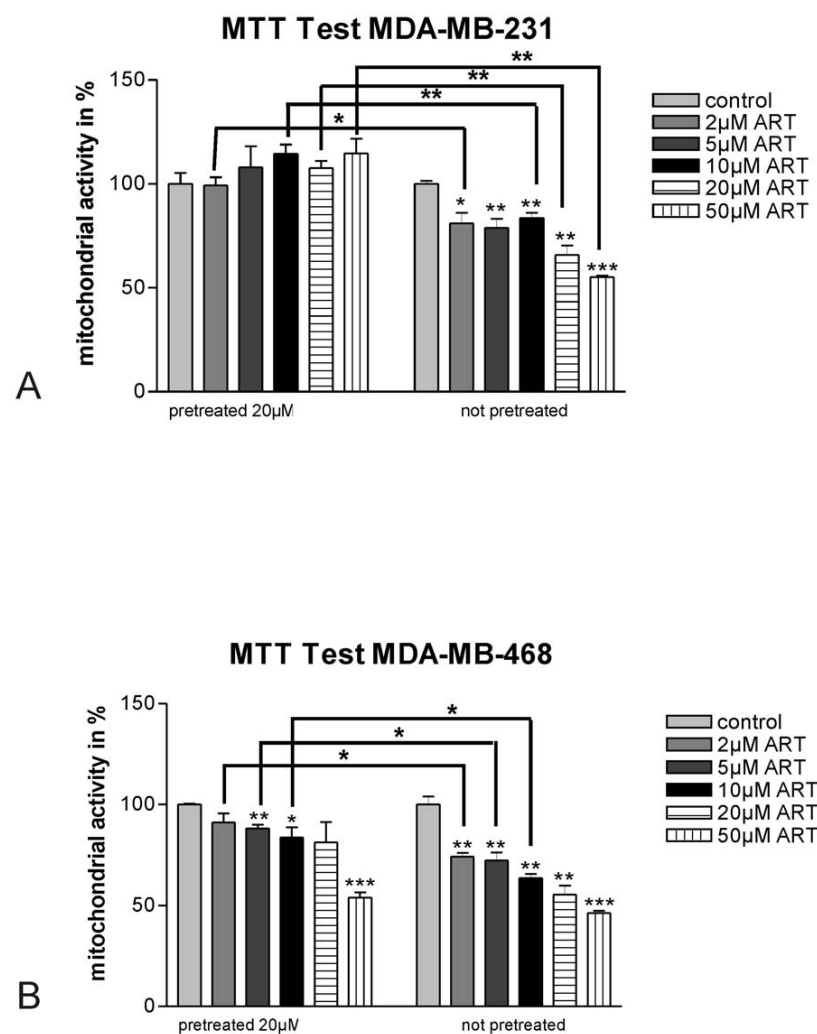 MTT Test MDA-MB-231
mitochondrial activity in %
150
100
50
0
**
**
**
*
*
**
**
**
***
control
2µM ART
5µM ART
10µM ART
20µM ART
50µM ART
pretreated 20µM
not pretreated
A
MTT Test MDA-MB-468
mitochondrial activity in %
150
100
50
0
*
*
*
**
*
***
**
**
**
**
***
control
2µM ART
5µM ART
10µM ART
20µM ART
50µM ART
pretreated 20µM
not pretreated
B